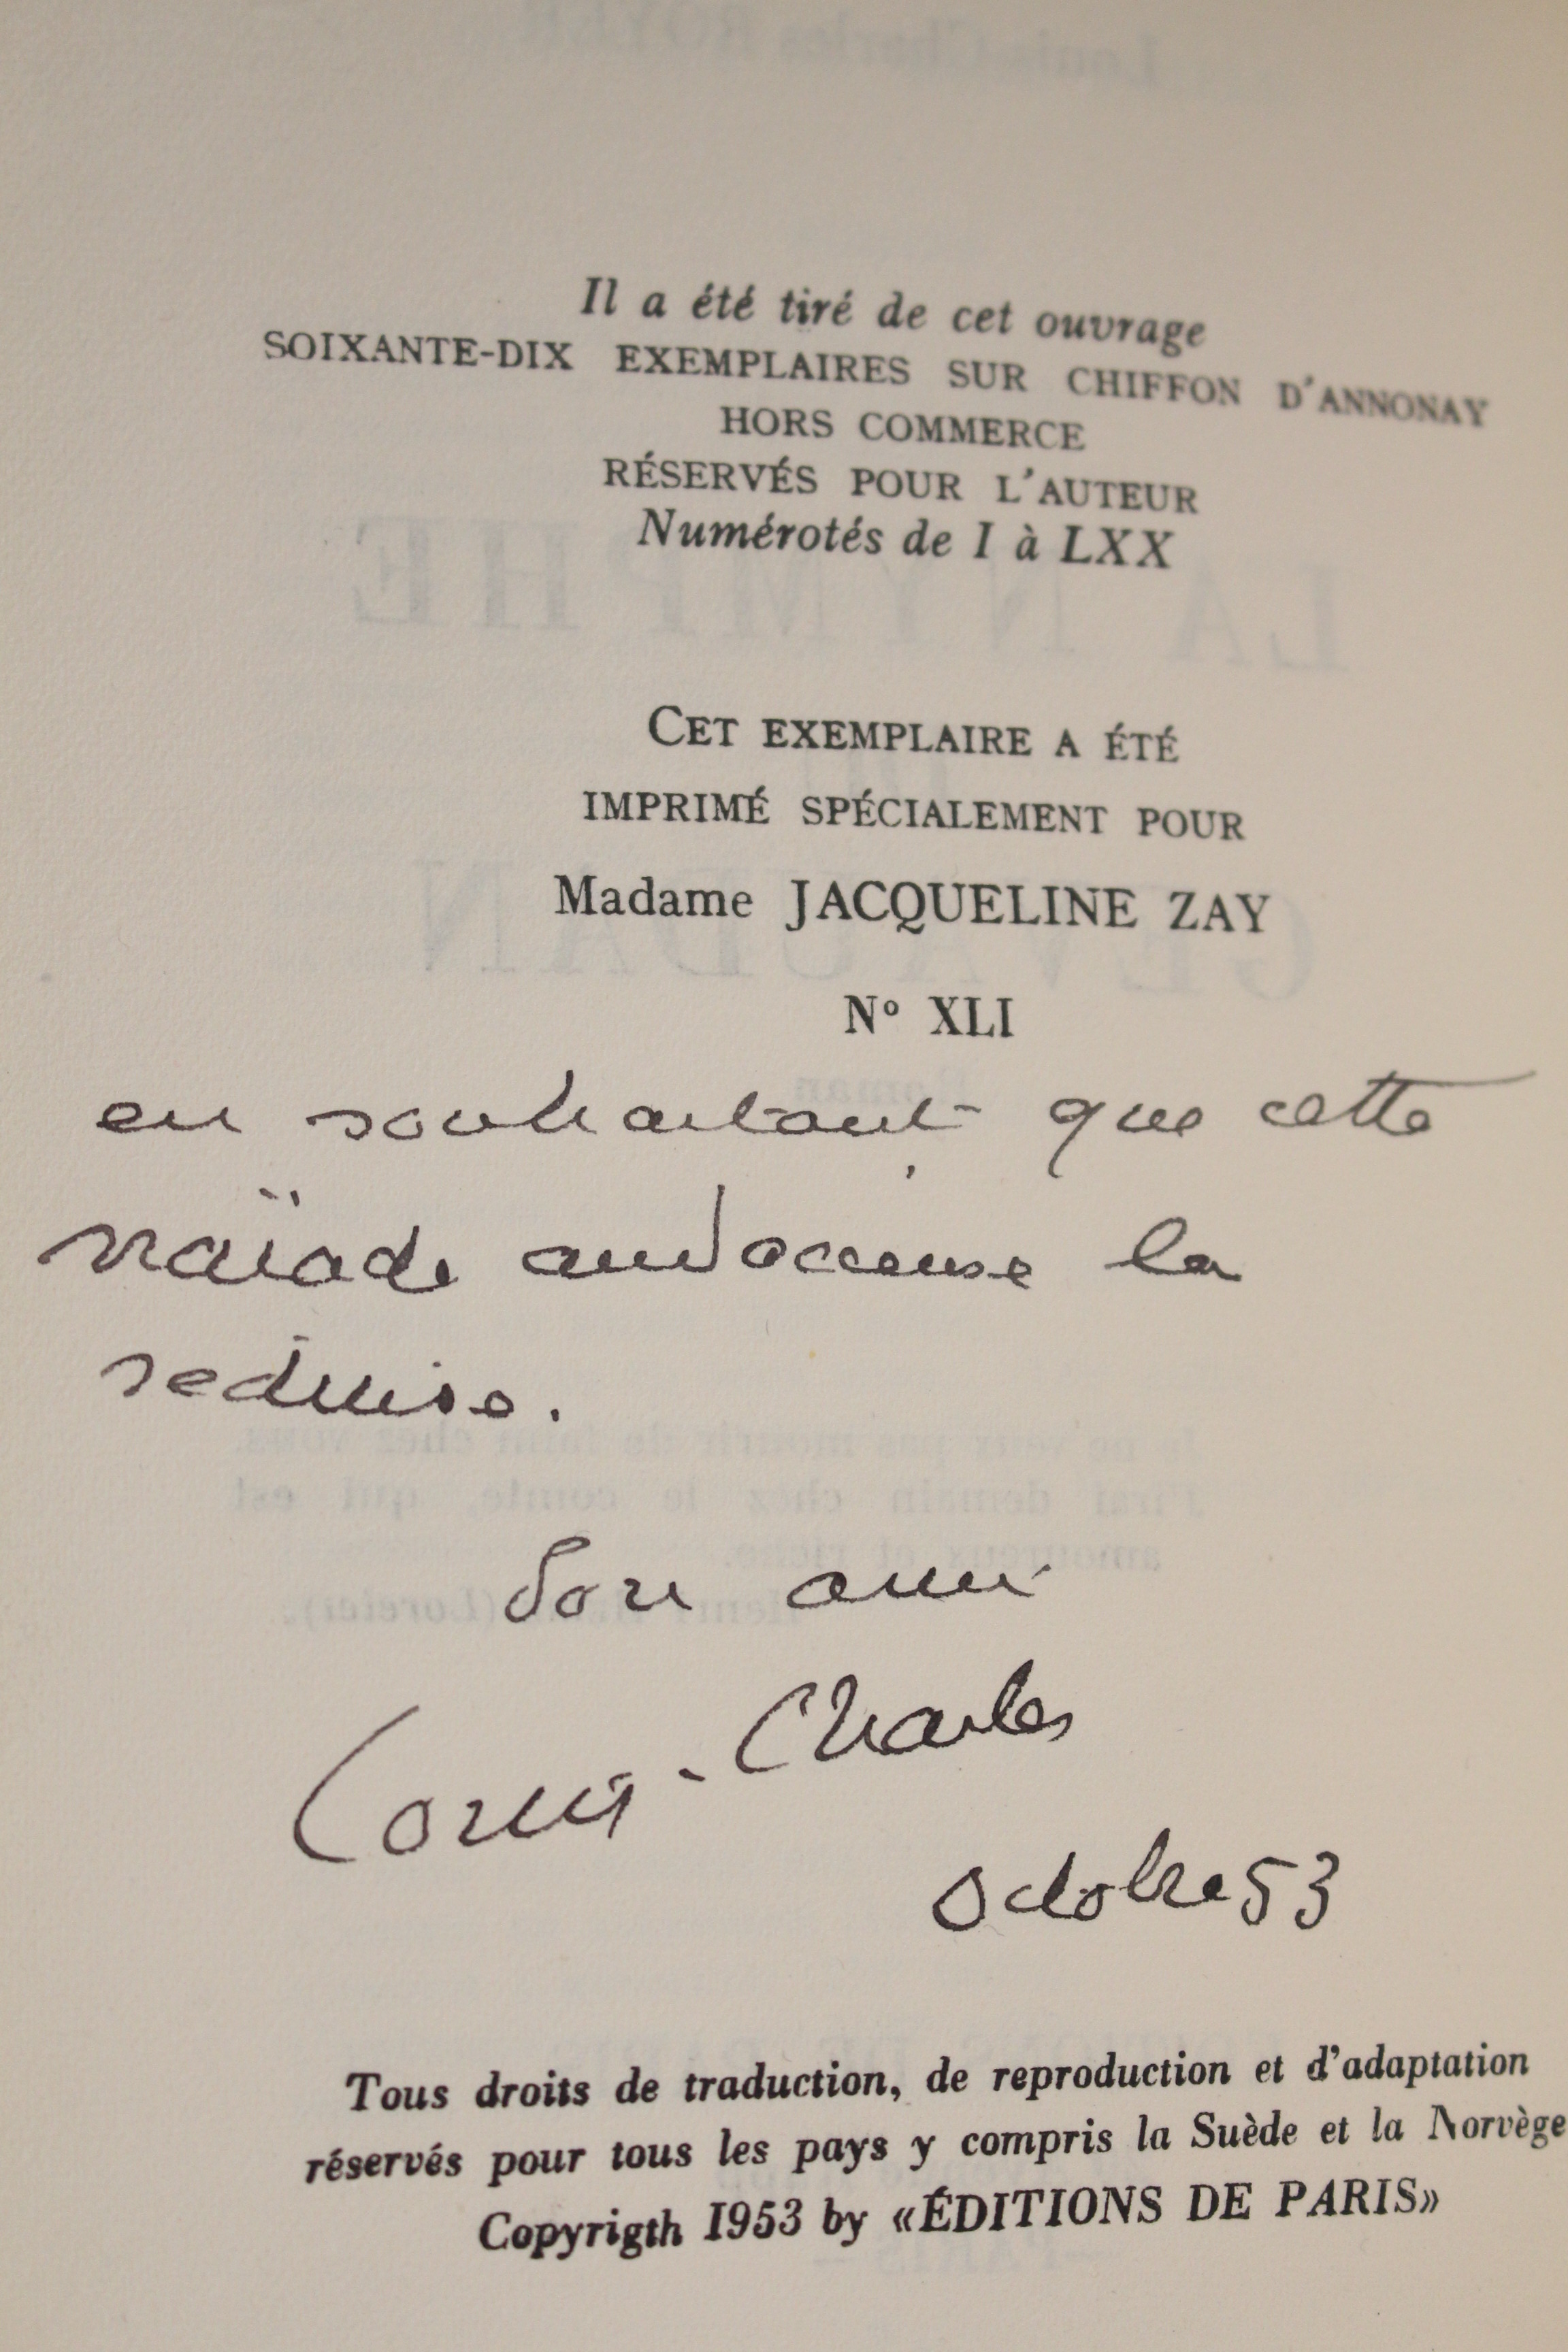 Il a été tiré de cet ouvrage
SOIXANTE-DIX EXEMPLAIRES SUR CHIFFON D'ANNONAY
HORS COMMERCE
RÉSERVÉS POUR L'AUTEUR
Numérotés de I à LXX
CET EXEMPLAIRE A ÉTÉ
IMPRIMÉ SPÉCIALEMENT POUR
Madame JACQUELINE ZAY
Nº XLI
en souhaitant que cette
naïade audacieuse la
séduise.
Son ami
Louis-Charles
Octobre 53
Tous droits de traduction, de reproduction et d'adaptation
réservés pour tous les pays y compris la Suède et la Norvège
Copyrigth 1953 by «ÉDITIONS DE PARIS»